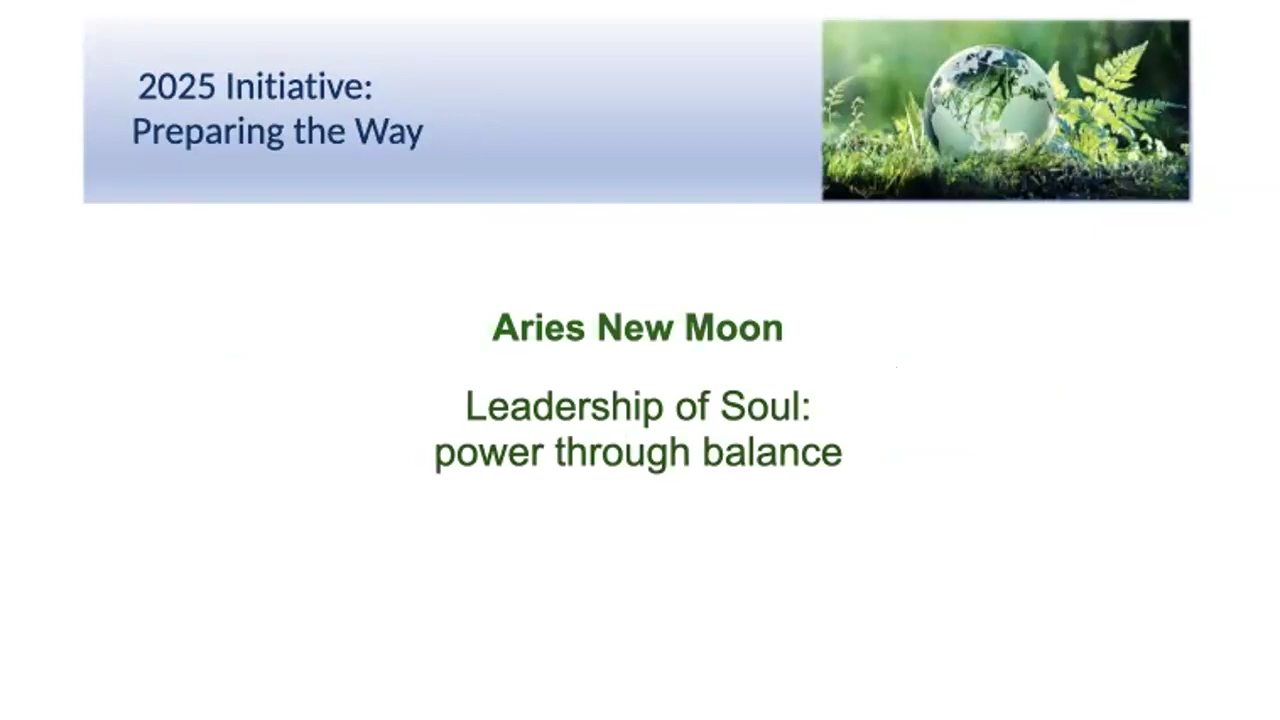 2025 Initiative:
Preparing the Way
Aries New Moon
Leadership of Soul:
power through balance